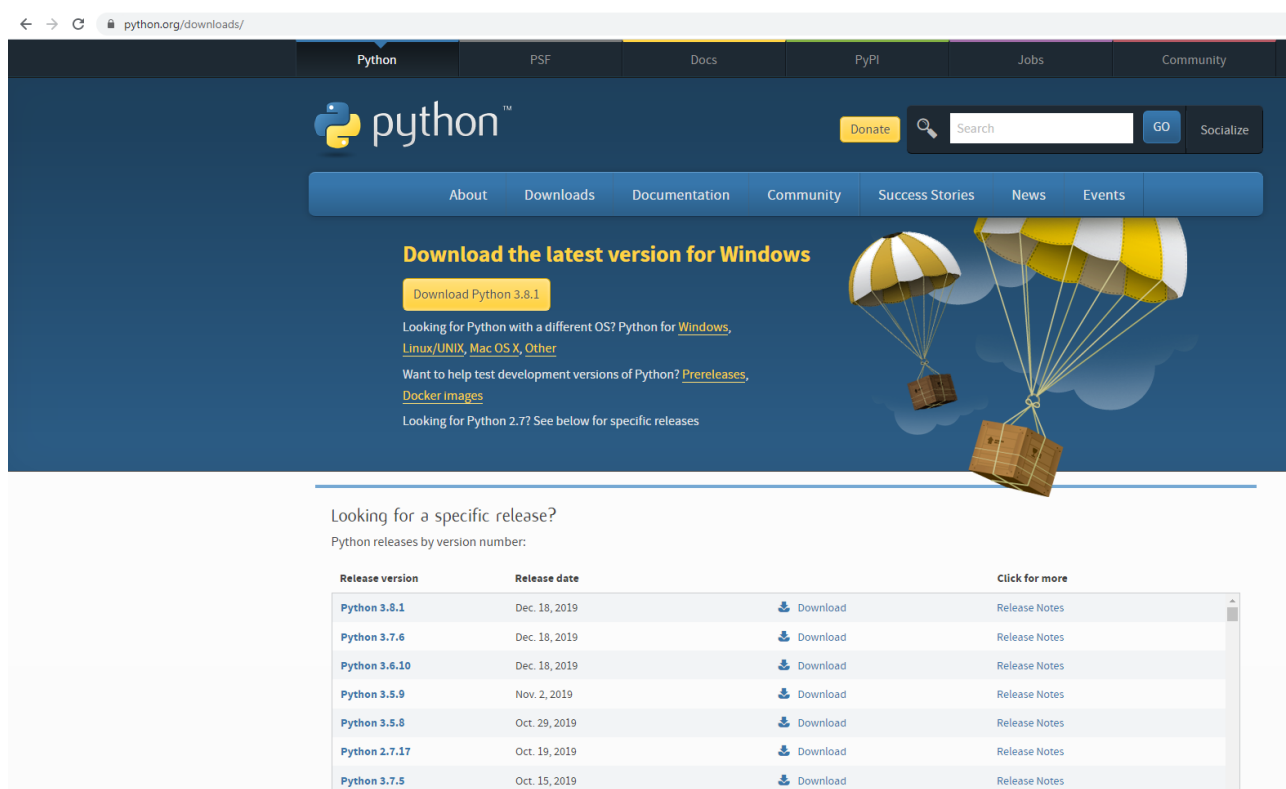 python.org/downloads/
Python PSF Docs PyPI Jobs Community
python™
Donate Search GO Socialize
About Downloads Documentation Community Success Stories News Events
Download the latest version for Windows
Download Python 3.8.1
Looking for Python with a different OS? Python for Windows,
Linux/UNIX, Mac OS X, Other
Want to help test development versions of Python? Prereleases,
Docker images
Looking for Python 2.7? See below for specific releases
Looking for a specific release?
Python releases by version number:
Release version Release date Click for more
Python 3.8.1 Dec. 18, 2019 Download Release Notes
Python 3.7.6 Dec. 18, 2019 Download Release Notes
Python 3.6.10 Dec. 18, 2019 Download Release Notes
Python 3.5.9 Nov. 2, 2019 Download Release Notes
Python 3.5.8 Oct. 29, 2019 Download Release Notes
Python 2.7.17 Oct. 19, 2019 Download Release Notes
Python 3.7.5 Oct. 15, 2019 Download Release Notes